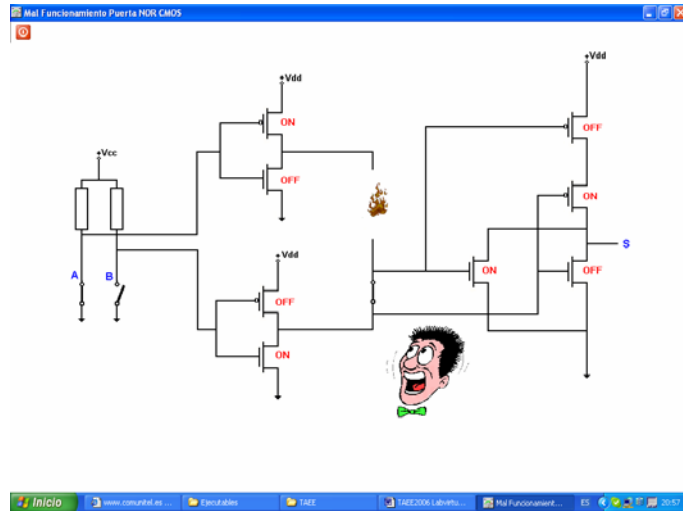 Mal Funcionamiento Puerta NOR CMOS
+Vdd
+Vdd
ON
OFF
+Vcc
OFF
ON
S
+Vdd
A
B
ON
OFF
OFF
ON
Inicio
www.comunitel.es ...
Ejecutables
TAEE
TAEE2006 Labvirtu...
Mal Funcionamient...
ES
20:57